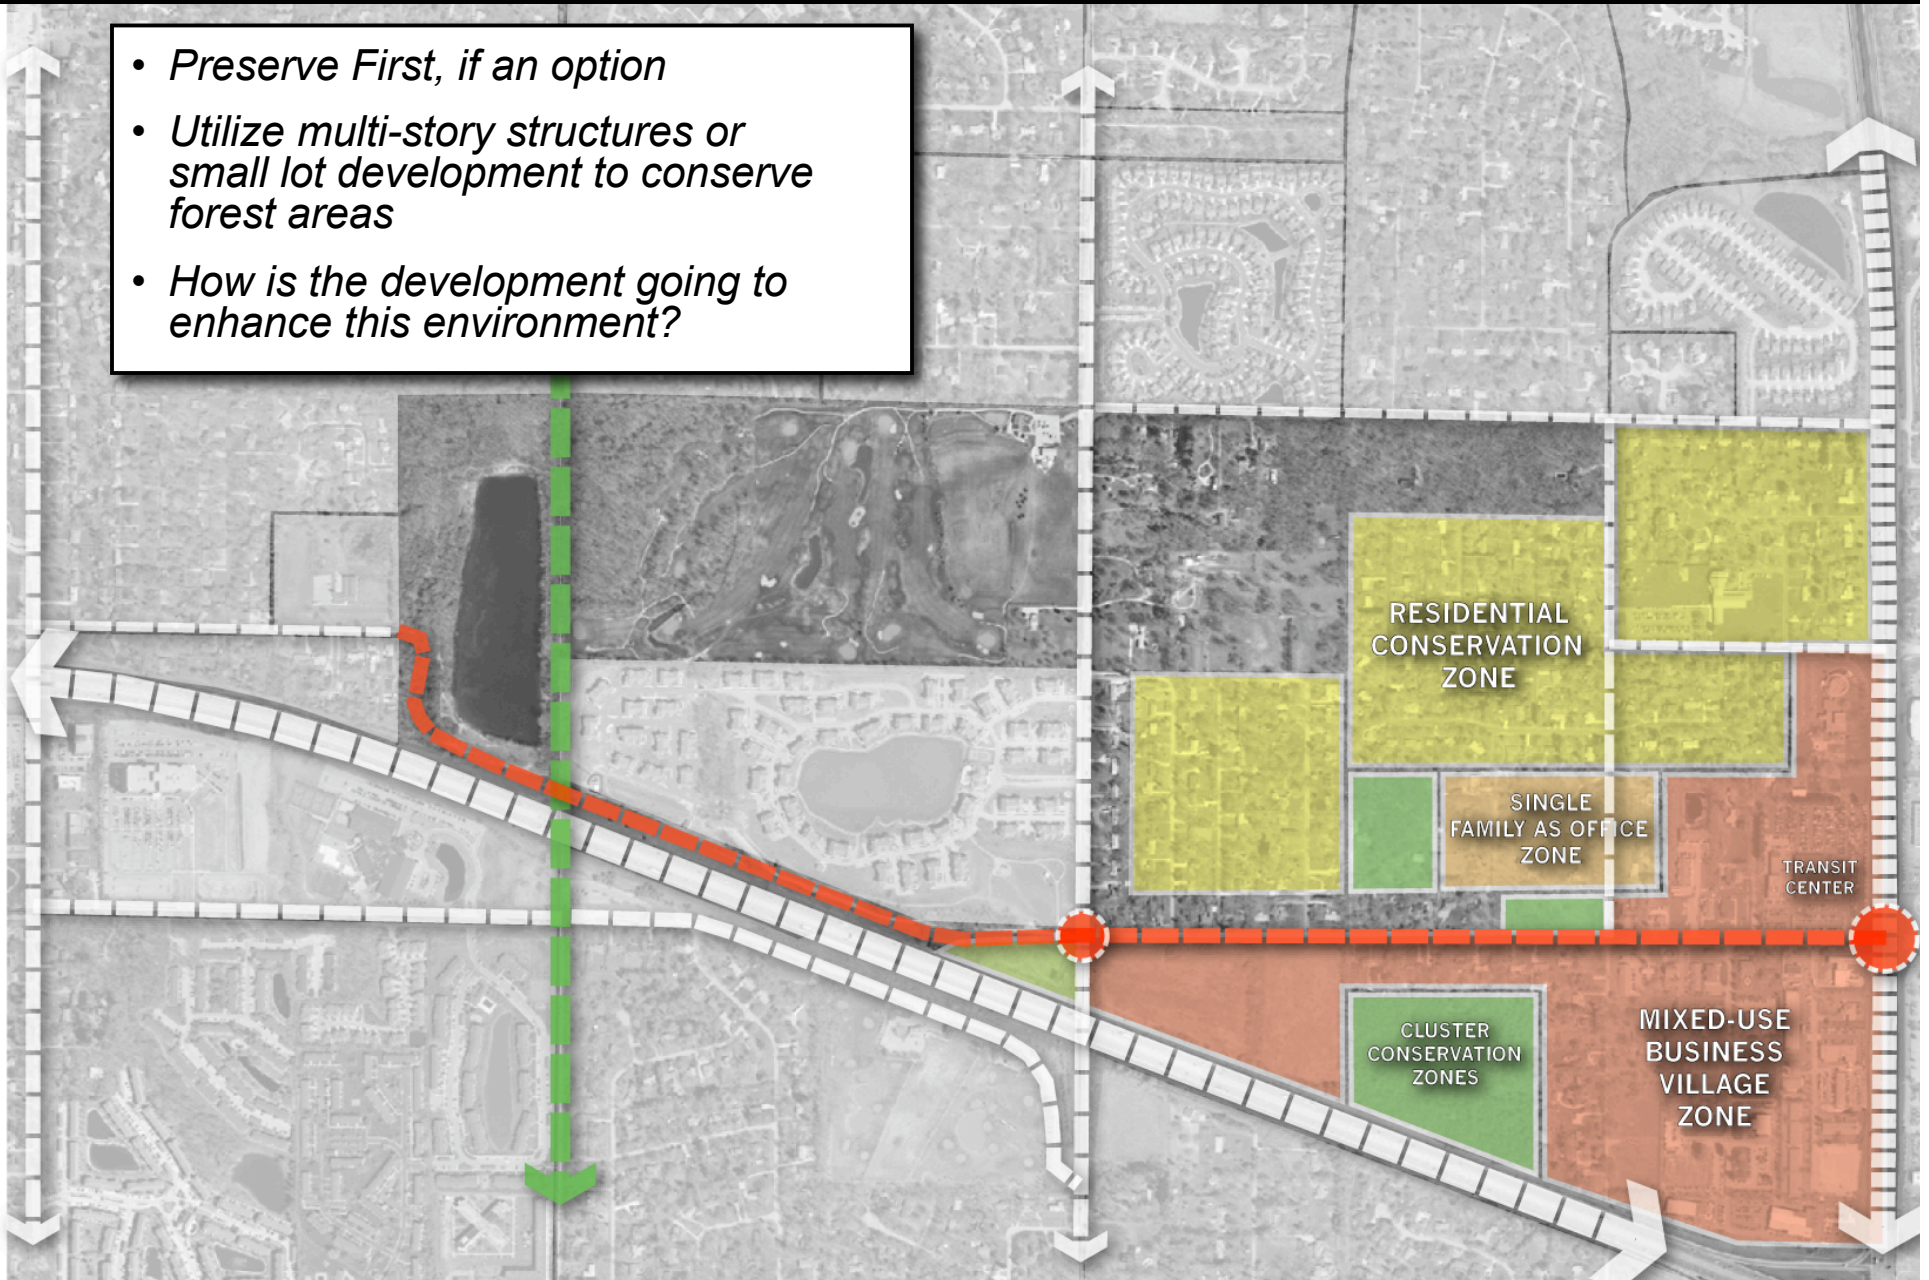 • Preserve First, if an option
• Utilize multi-story structures or
small lot development to conserve
forest areas
• How is the development going to
enhance this environment?
RESIDENTIAL
CONSERVATION
ZONE
SINGLE
FAMILY AS OFFICE
ZONE
TRANSIT
CENTER
CLUSTER
CONSERVATION
ZONES
MIXED-USE
BUSINESS
VILLAGE
ZONE